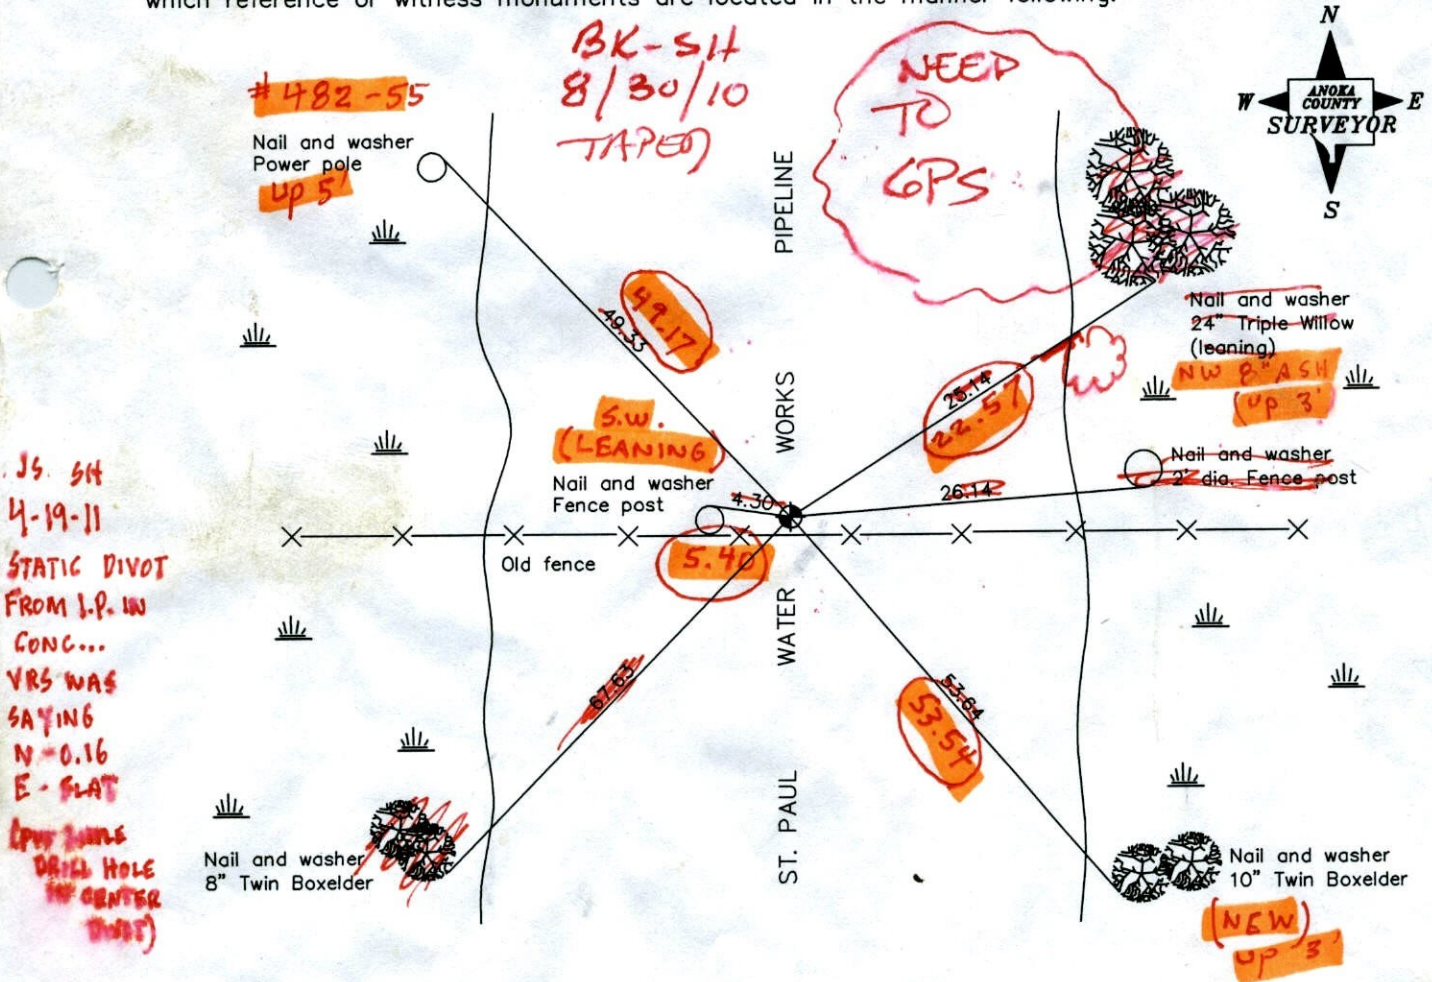 which reference or witness monuments are located in the manner following:
BK-SH
8/30/10
TAPED
NEED
TO
GPS
N
W
E
S
ANOKA
COUNTY
SURVEYOR
#482-55
Nail and washer
Power pole
up 5'
PIPELINE
49.33
49.17
Nail and washer
24" Triple Willow
(leaning)
NW 8" ASH
(up 3'
25.14
22.57
WORKS
S.W.
(LEANING)
Nail and washer
Fence post
4.30
5.40
26.14
Nail and washer
2' dia. Fence post
Old fence
JS. SH
4-19-11
STATIC DIVOT
FROM I.P. IN
CONC...
VRS WAS
SAYING
N-0.16
E-FLAT
DRILL HOLE
CENTER
WATER
67.63
53.64
53.54
ST. PAUL
Nail and washer
8" Twin Boxelder
Nail and washer
10" Twin Boxelder
(NEW)
up 3'